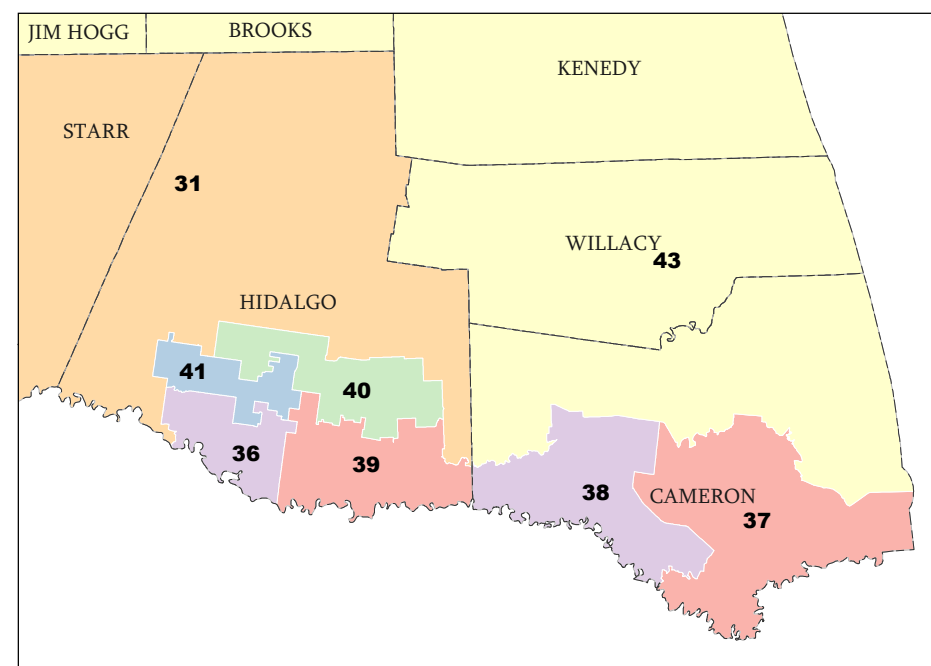 JIM HOGG
BROOKS
KENEDY
STARR
31
WILLACY
43
HIDALGO
41
40
36
39
38
CAMERON
37